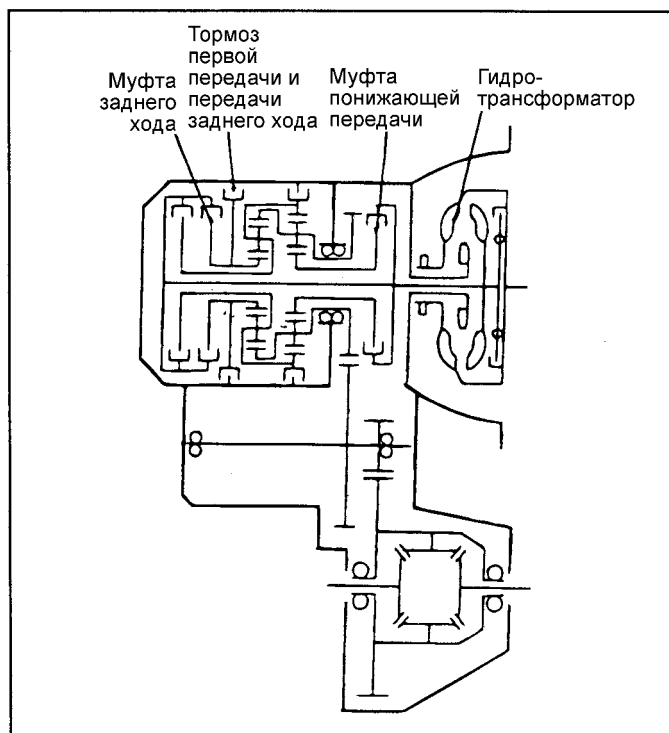 Тормоз
первой
передачи и
передачи
заднего хода
Муфта
заднего
хода
Муфта
понижающей
передачи
Гидро-
трансформатор